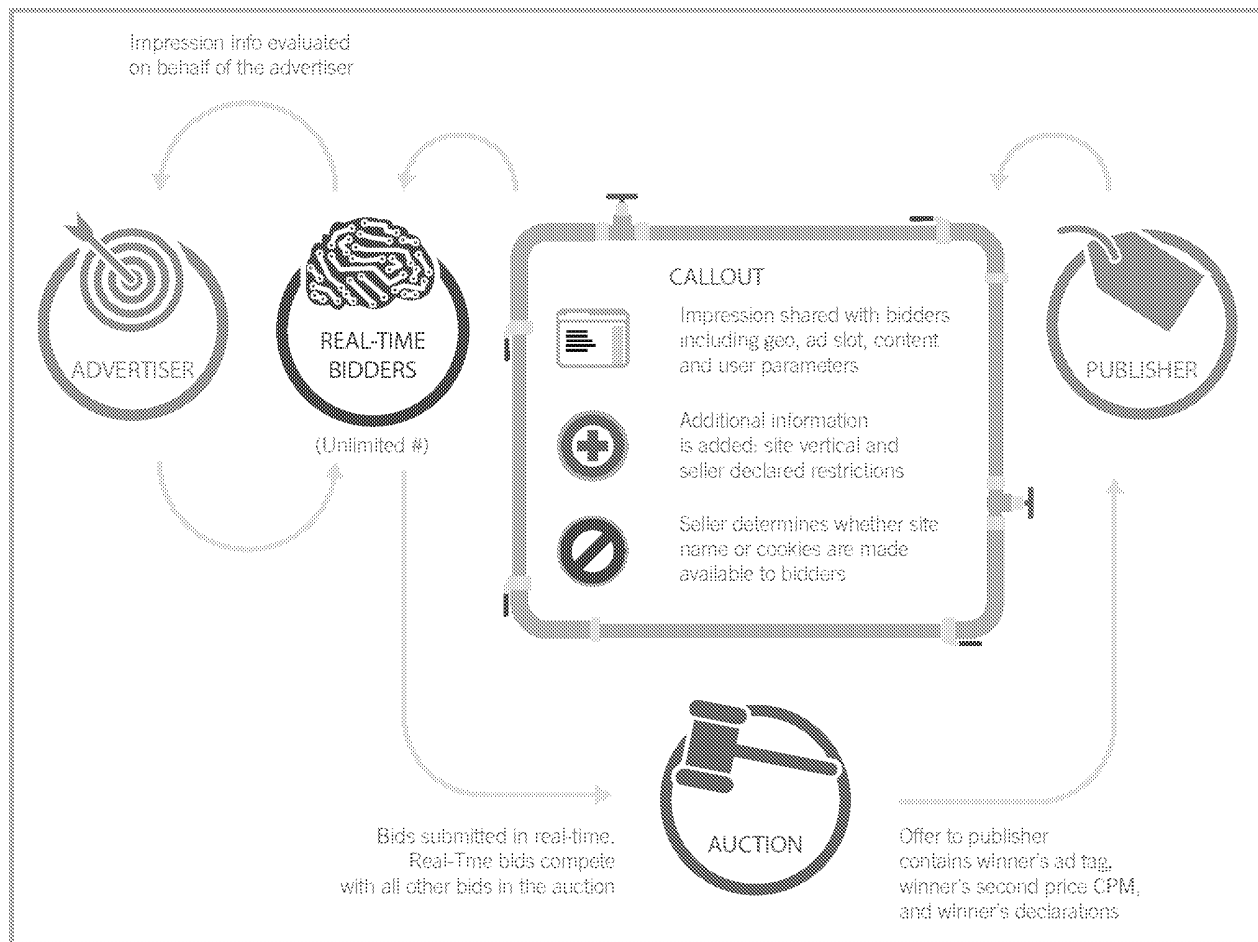 Impression info evaluated
on behalf of the advertiser
ADVERTISER
REAL-TIME
BIDDERS
(Unlimited #)
CALLOUT
Impression shared with bidders
including geo, ad slot, content
and user parameters
Additional information
is added: site vertical and
seller declared restrictions
Seller determines whether site
name or cookies are made
available to bidders
PUBLISHER
Bids submitted in real-time.
Real-Time bids compete
with all other bids in the auction
AUCTION
Offer to publisher
contains winner's ad tag,
winner's second price CPM,
and winner's declarations